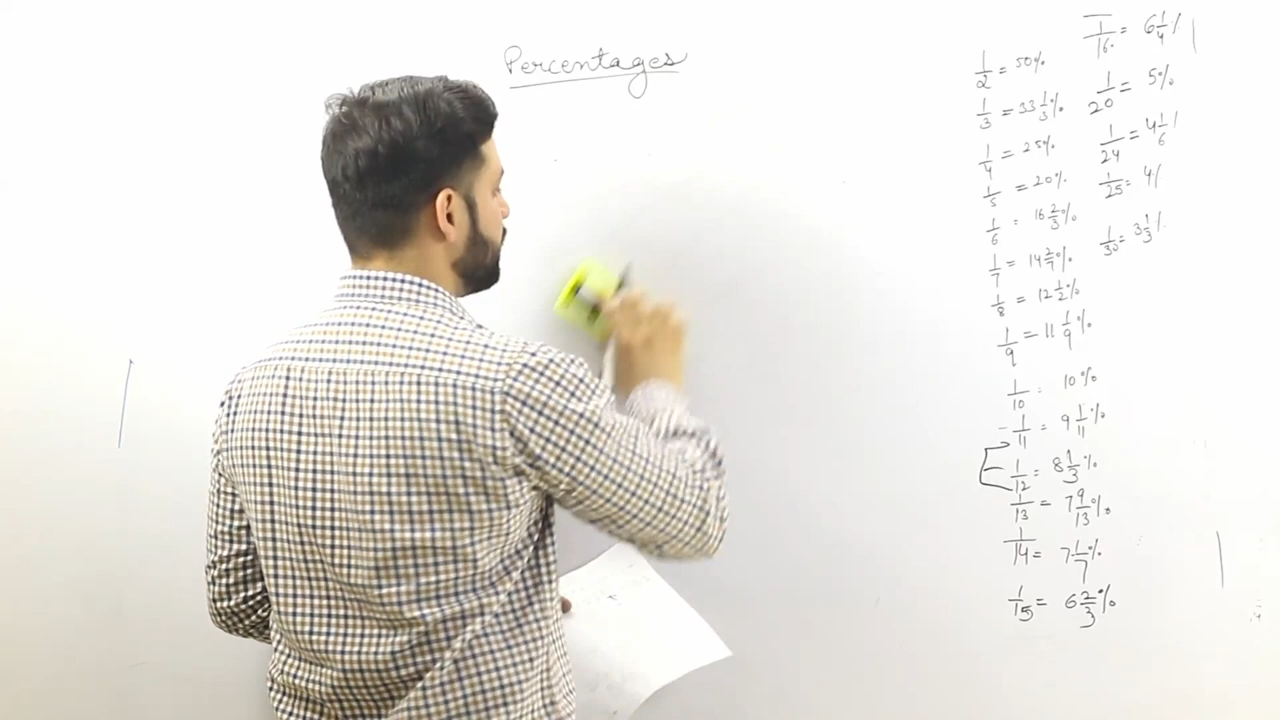 Percentages
1/2 = 50%
1/3 = 33 1/3%
1/4 = 25%
1/5 = 20%
1/6 = 16 2/3%
1/7 = 14 2/7%
1/8 = 12 1/2%
1/9 = 11 1/9%
1/10 = 10%
1/11 = 9 1/11%
1/12 = 8 1/3%
1/13 = 7 9/13%
1/14 = 7 1/7%
1/15 = 6 2/3%
1/16 = 6 1/4%
1/20 = 5%
1/24 = 4 1/6
1/25 = 4%
1/30 = 3 1/3%